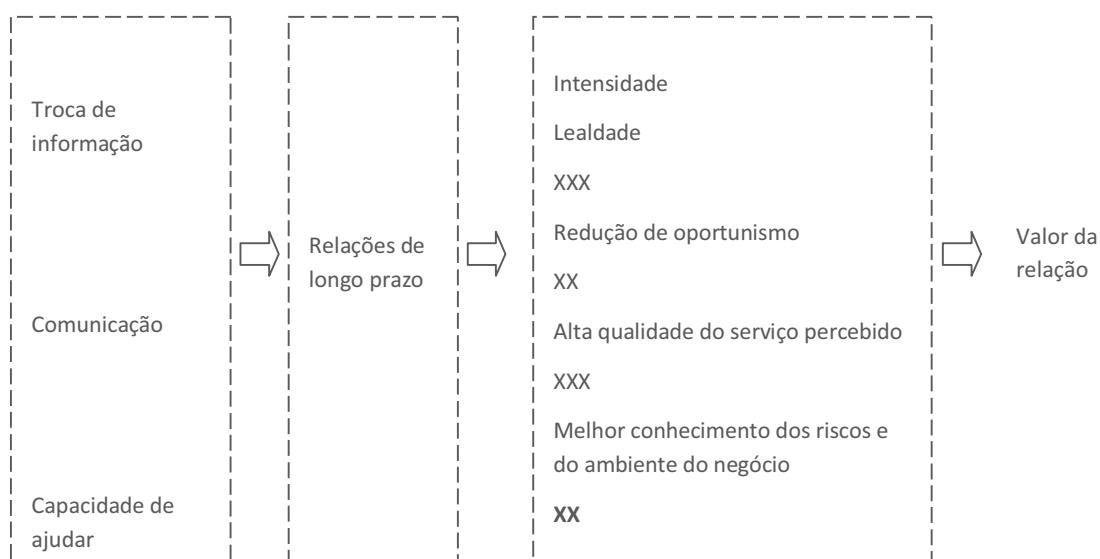 Troca de
informação
Comunicação
Capacidade de
ajudar
Relações de
longo prazo
Intensidade
Lealdade
XXX
Redução de oportunismo
XX
Alta qualidade do serviço percebido
XXX
Melhor conhecimento dos riscos e
do ambiente do negócio
XX
Valor da
relação